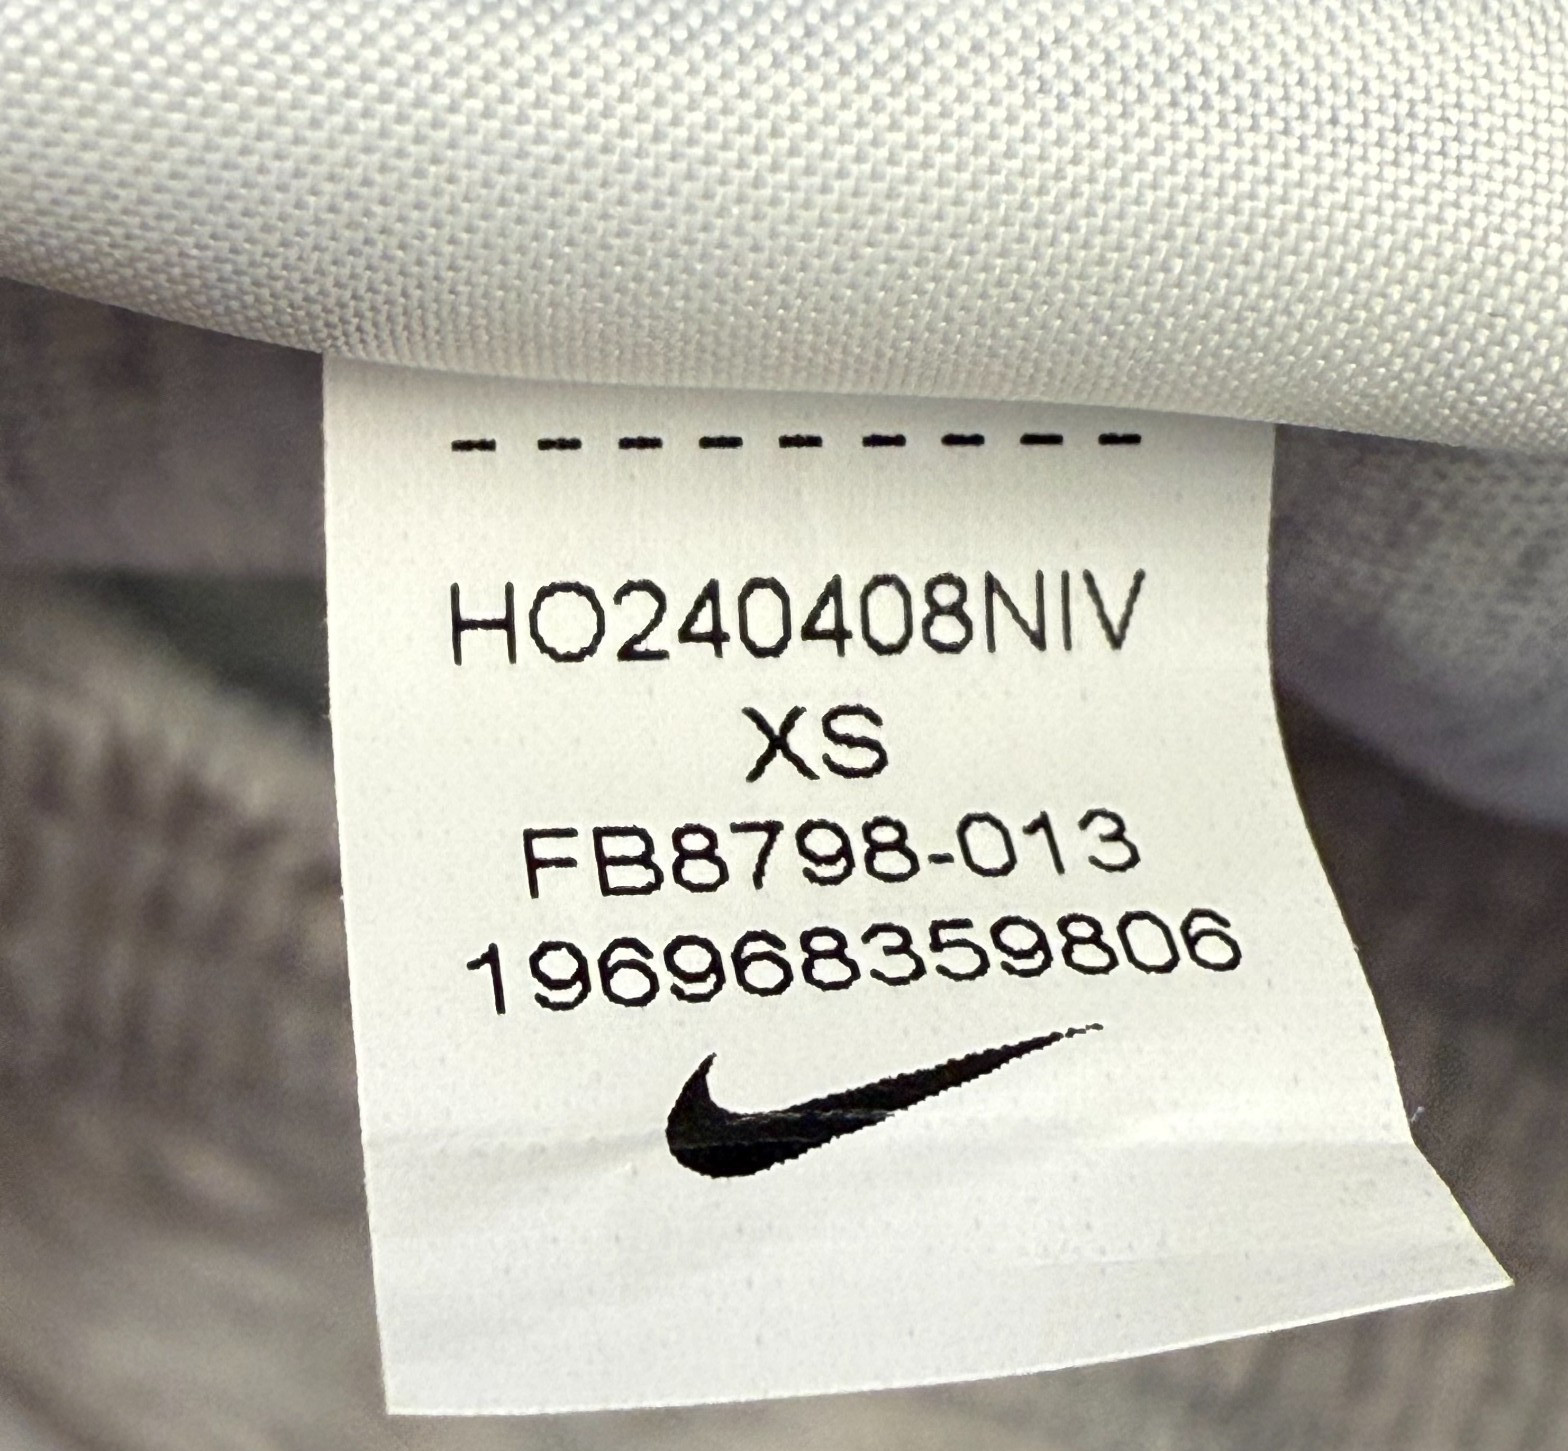 ---------
HO240408NIV
XS
FB8798-013
196968359806